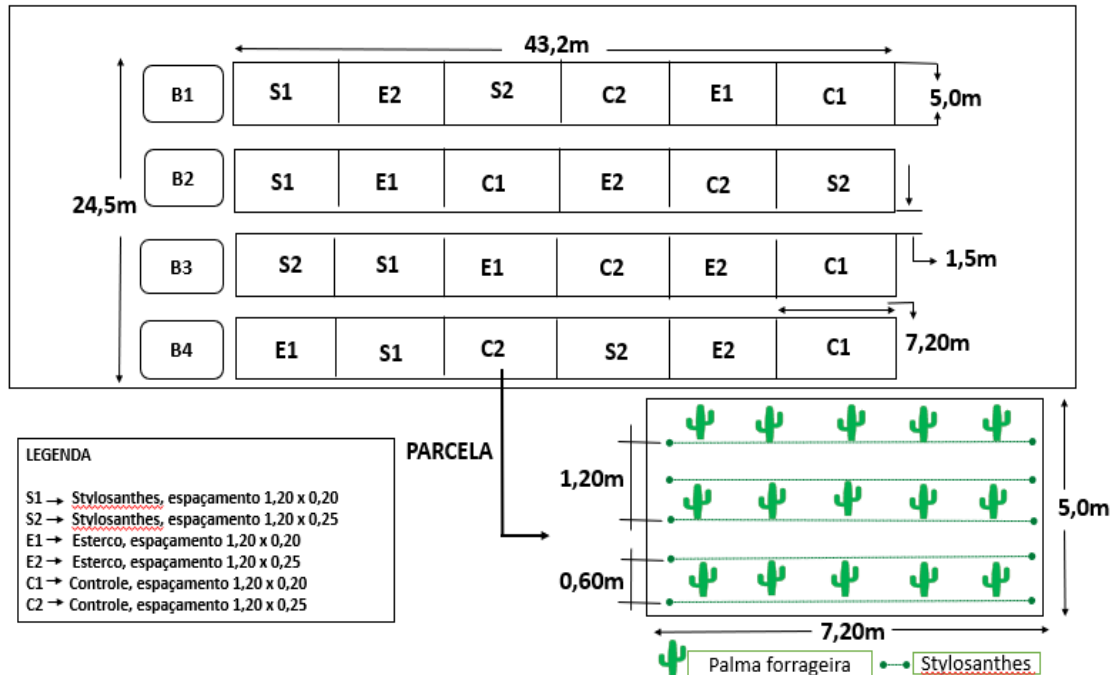 43,2m
B1 S1 E2 S2 C2 E1 C1 5,0m
B2 S1 E1 C1 E2 C2 S2
24,5m
1,5m
B3 S2 S1 E1 C2 E2 C1
B4 E1 S1 C2 S2 E2 C1 7,20m
LEGENDA
S1 → Stylosanthes, espaçamento 1,20 x 0,20
S2 → Stylosanthes, espaçamento 1,20 x 0,25
E1 → Esterco, espaçamento 1,20 x 0,20
E2 → Esterco, espaçamento 1,20 x 0,25
C1 → Controle, espaçamento 1,20 x 0,20
C2 → Controle, espaçamento 1,20 x 0,25
PARCELA
1,20m
5,0m
0,60m
7,20m
Palma forrageira Stylosanthes